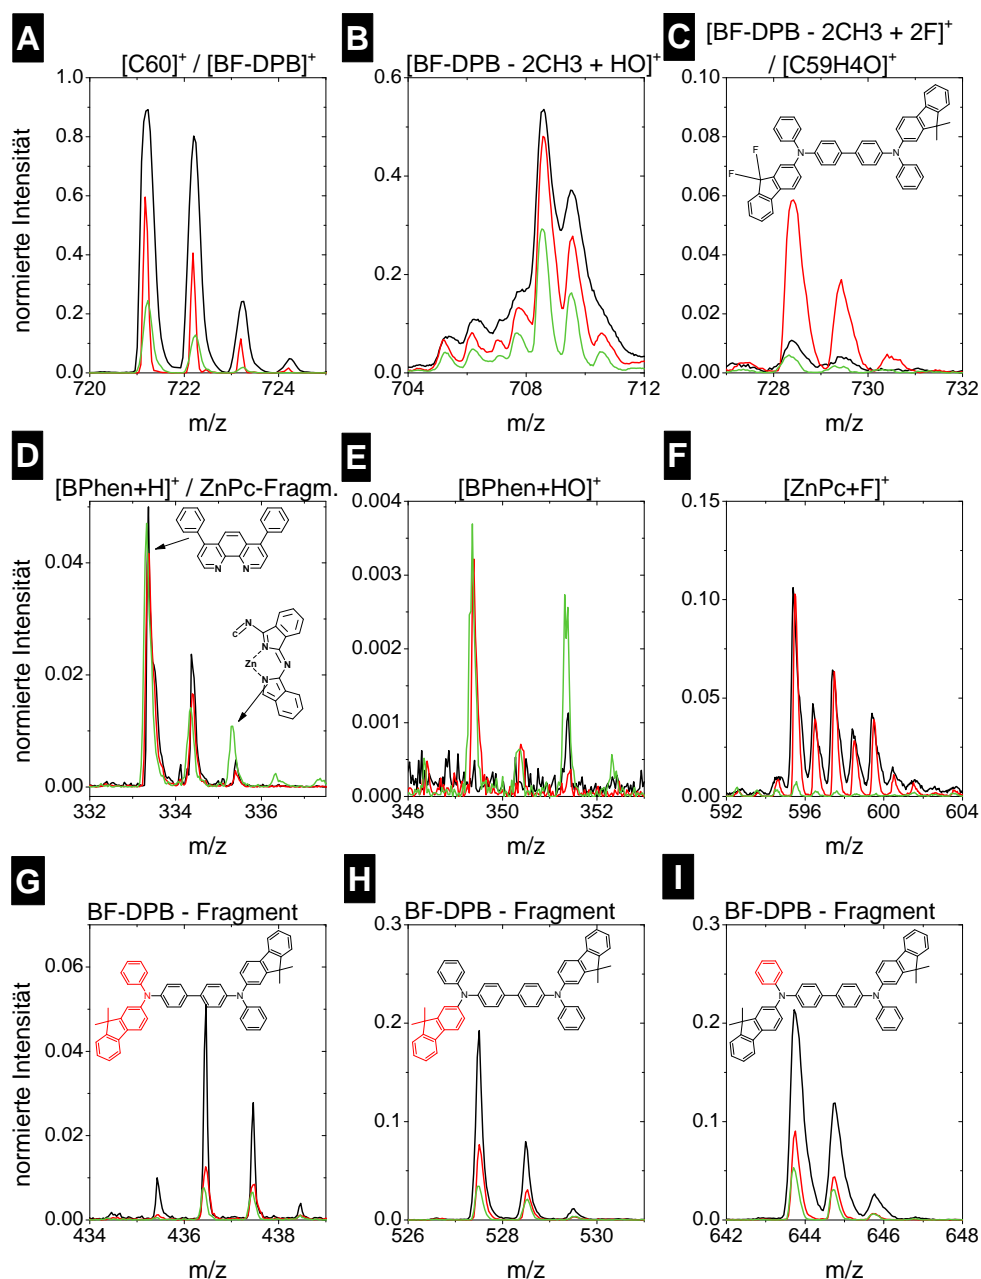 A
[C60]+ / [BF-DPB]+
B
[BF-DPB - 2CH3 + HO]+
C
[BF-DPB - 2CH3 + 2F]+
/ [C59H4O]+
normierte Intensität
1.0
0.8
0.6
0.4
0.2
0.0
720
722
723
724
m/z
0.6
0.4
0.2
0.0
704
708
712
m/z
0.10
0.08
0.06
0.04
0.02
0.00
F
F
N
N
728
730
732
m/z
D
[BPhen+H]+ / ZnPc-Fragm.
E
[BPhen+HO]+
F
[ZnPc+F]+
normierte Intensität
0.04
0.02
0.00
N
N
C
N
N
Zn
N
N
332
334
336
m/z
0.004
0.003
0.002
0.001
0.000
348
350
352
m/z
0.15
0.10
0.05
0.00
592
596
600
604
m/z
G
BF-DPB - Fragment
H
BF-DPB - Fragment
I
BF-DPB - Fragment
normierte Intensität
0.06
0.04
0.02
0.00
N
N
434
436
438
m/z
0.3
0.2
0.1
0.0
N
N
526
528
530
m/z
0.3
0.2
0.1
0.0
N
N
642
644
646
648
m/z